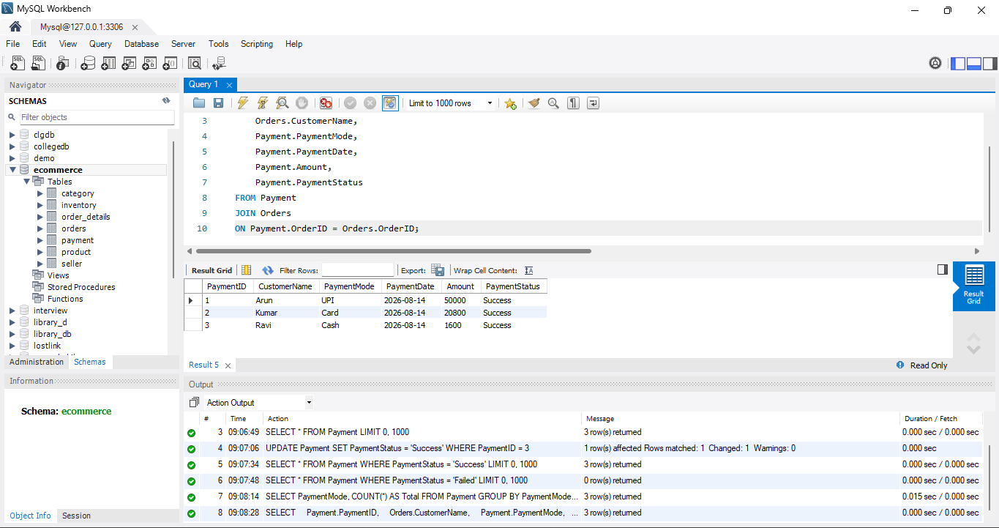 MySQL Workbench
Mysql@127.0.0.1:3306
File Edit View Query Database Server Tools Scripting Help
Navigator
SCHEMAS
Filter objects
clgdb
collegedb
demo
ecommerce
Tables
category
inventory
order_details
orders
payment
product
seller
Views
Stored Procedures
Functions
interview
library_d
library_db
lostlink
Administration Schemas
Information
Schema: ecommerce
Object Info Session
Query 1
Limit to 1000 rows
3 Orders.CustomerName,
4 Payment.PaymentMode,
5 Payment.PaymentDate,
6 Payment.Amount,
7 Payment.PaymentStatus
8 FROM Payment
9 JOIN Orders
10 ON Payment.OrderID = Orders.OrderID;
Result Grid Filter Rows: Export: Wrap Cell Content:
PaymentID CustomerName PaymentMode PaymentDate Amount PaymentStatus
1 Arun UPI 2026-08-14 50000 Success
2 Kumar Card 2026-08-14 20800 Success
3 Ravi Cash 2026-08-14 1600 Success
Result Grid
Result 5
Read Only
Output
Action Output
# Time Action Message Duration / Fetch
3 09:06:49 SELECT * FROM Payment LIMIT 0, 1000 3 row(s) returned 0.000 sec / 0.000 sec
4 09:07:06 UPDATE Payment SET PaymentStatus = 'Success' WHERE PaymentID = 3 1 row(s) affected Rows matched: 1 Changed: 1 Warnings: 0 0.000 sec
5 09:07:34 SELECT * FROM Payment WHERE PaymentStatus = 'Success' LIMIT 0, 1000 3 row(s) returned 0.000 sec / 0.000 sec
6 09:07:48 SELECT * FROM Payment WHERE PaymentStatus = 'Failed' LIMIT 0, 1000 0 row(s) returned 0.000 sec / 0.000 sec
7 09:08:14 SELECT PaymentMode, COUNT(*) AS Total FROM Payment GROUP BY PaymentMode... 3 row(s) returned 0.015 sec / 0.000 sec
8 09:08:28 SELECT Payment.PaymentID, Orders.CustomerName, Payment.PaymentMode, ... 3 row(s) returned 0.000 sec / 0.000 sec